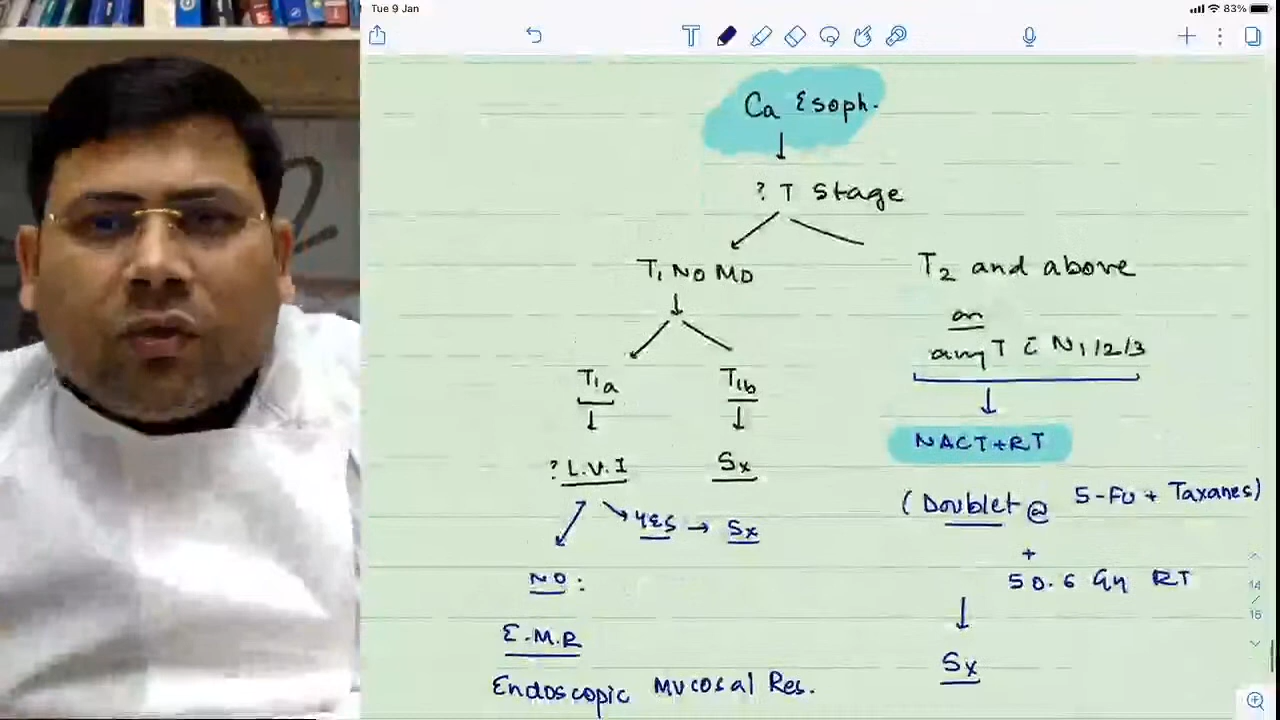 Tue 9 Jan
83%
T
Ca Esoph.
? T Stage
T1 N0 M0
T2 and above
or
any T c N1/2/3
T1a
T1b
NACT+RT
? L.V.I
Sx
YES → Sx
(Doublet @ 5-FU + Taxanes)
+
50.6 Gy RT
NO:
E.M.R
Sx
Endoscopic Mucosal Res.
14
15